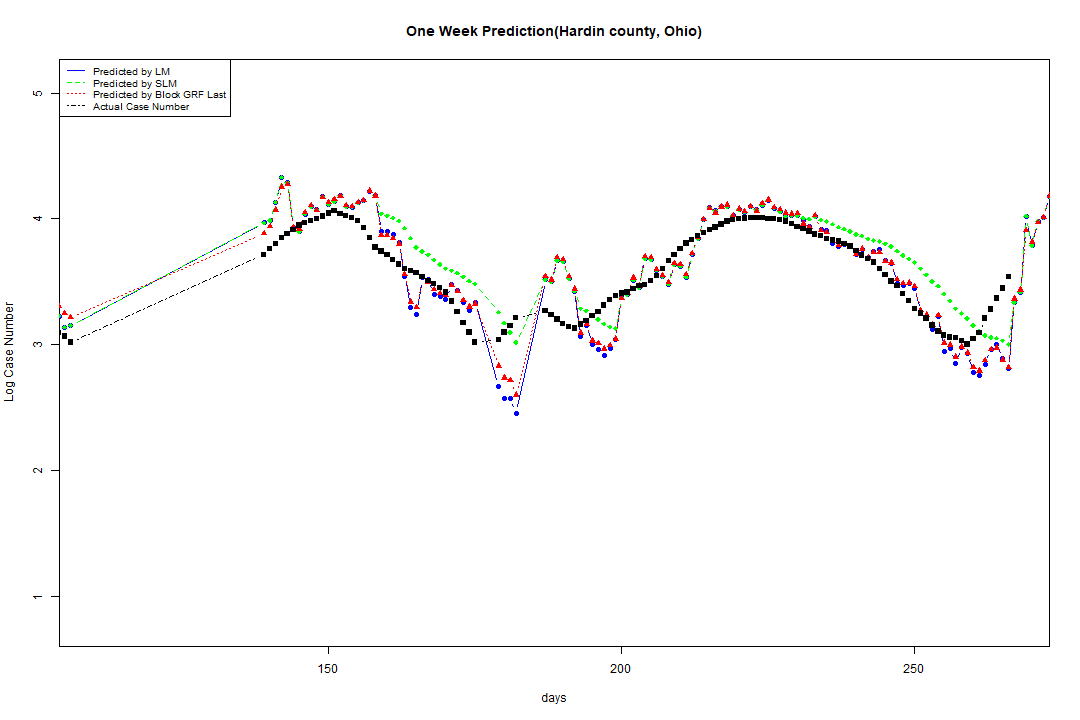 One Week Prediction(Hardin county, Ohio)
Predicted by LM
Predicted by SLM
Predicted by Block GRF Last
Actual Case Number
5
4
3
2
1
Log Case Number
150
200
250
days